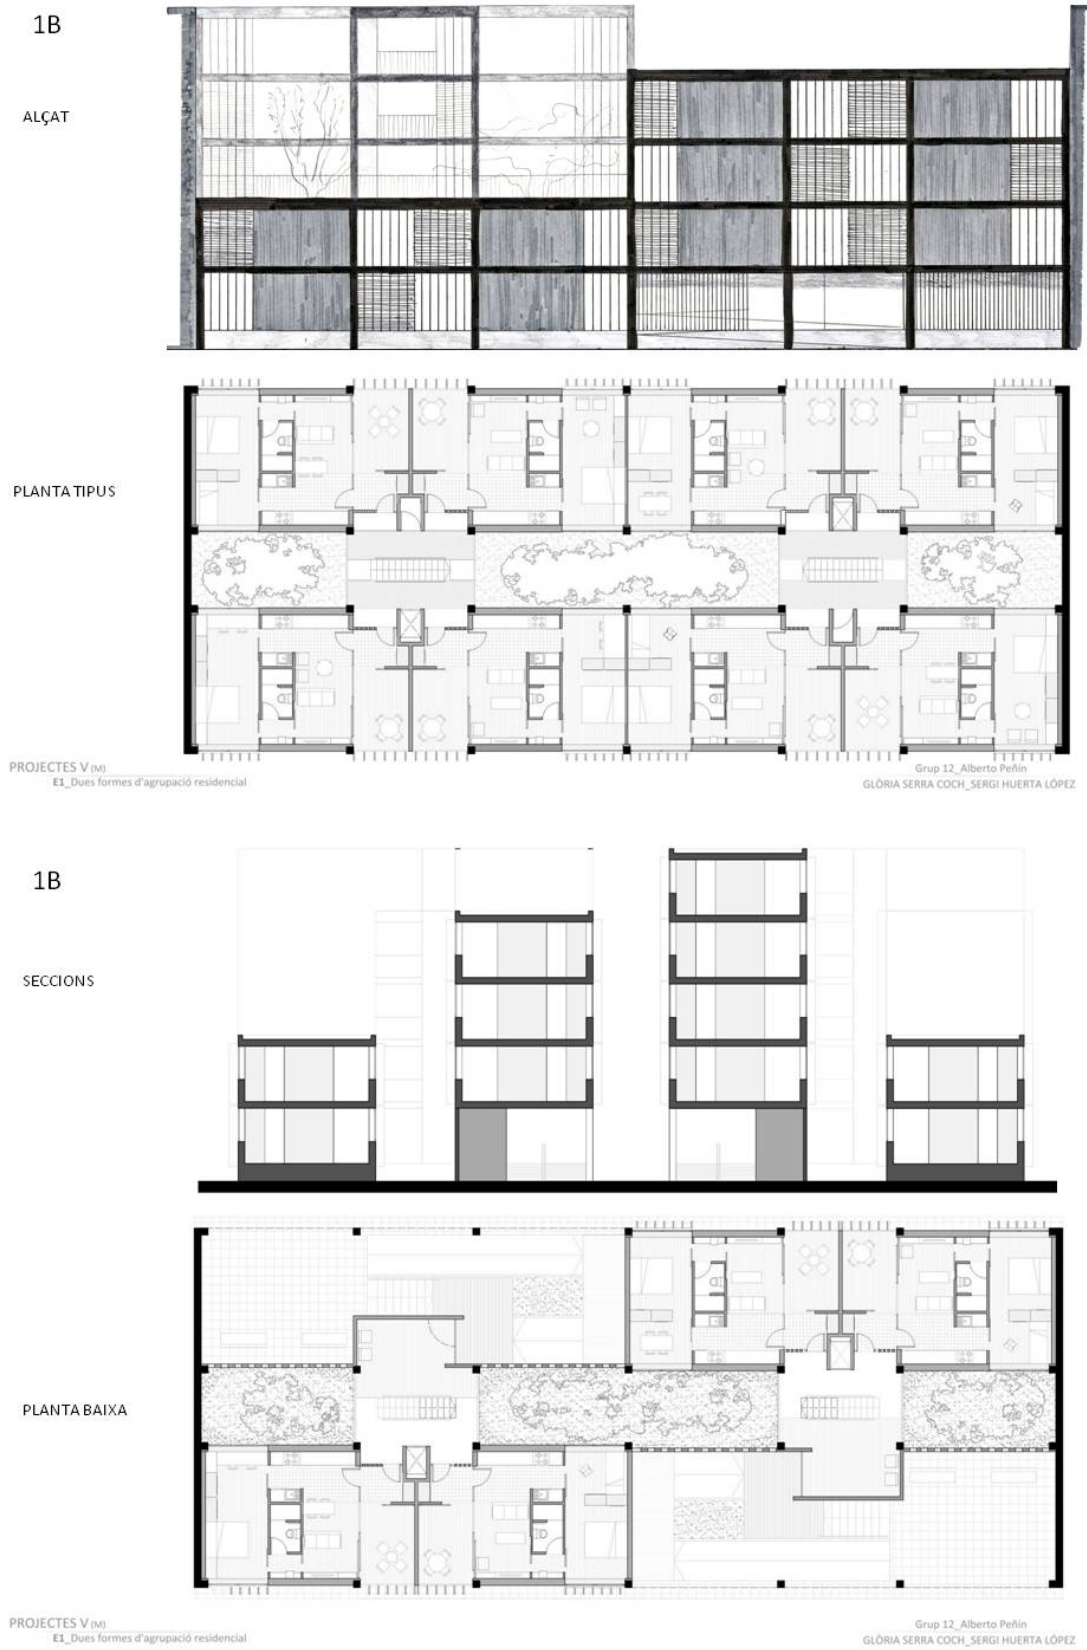 1B
ALÇAT
PLANTA TIPUS
PROJECTES V (M)
E1_Dues formes d'agrupació residencial
Grup 12_Alberto Peñín
GLÒRIA SERRA COCH_SERGI HUERTA LÓPEZ
1B
SECCIONS
PLANTA BAIXA
PROJECTES V (M)
E1_Dues formes d'agrupació residencial
Grup 12_Alberto Peñín
GLÒRIA SERRA COCH_SERGI HUERTA LÓPEZ